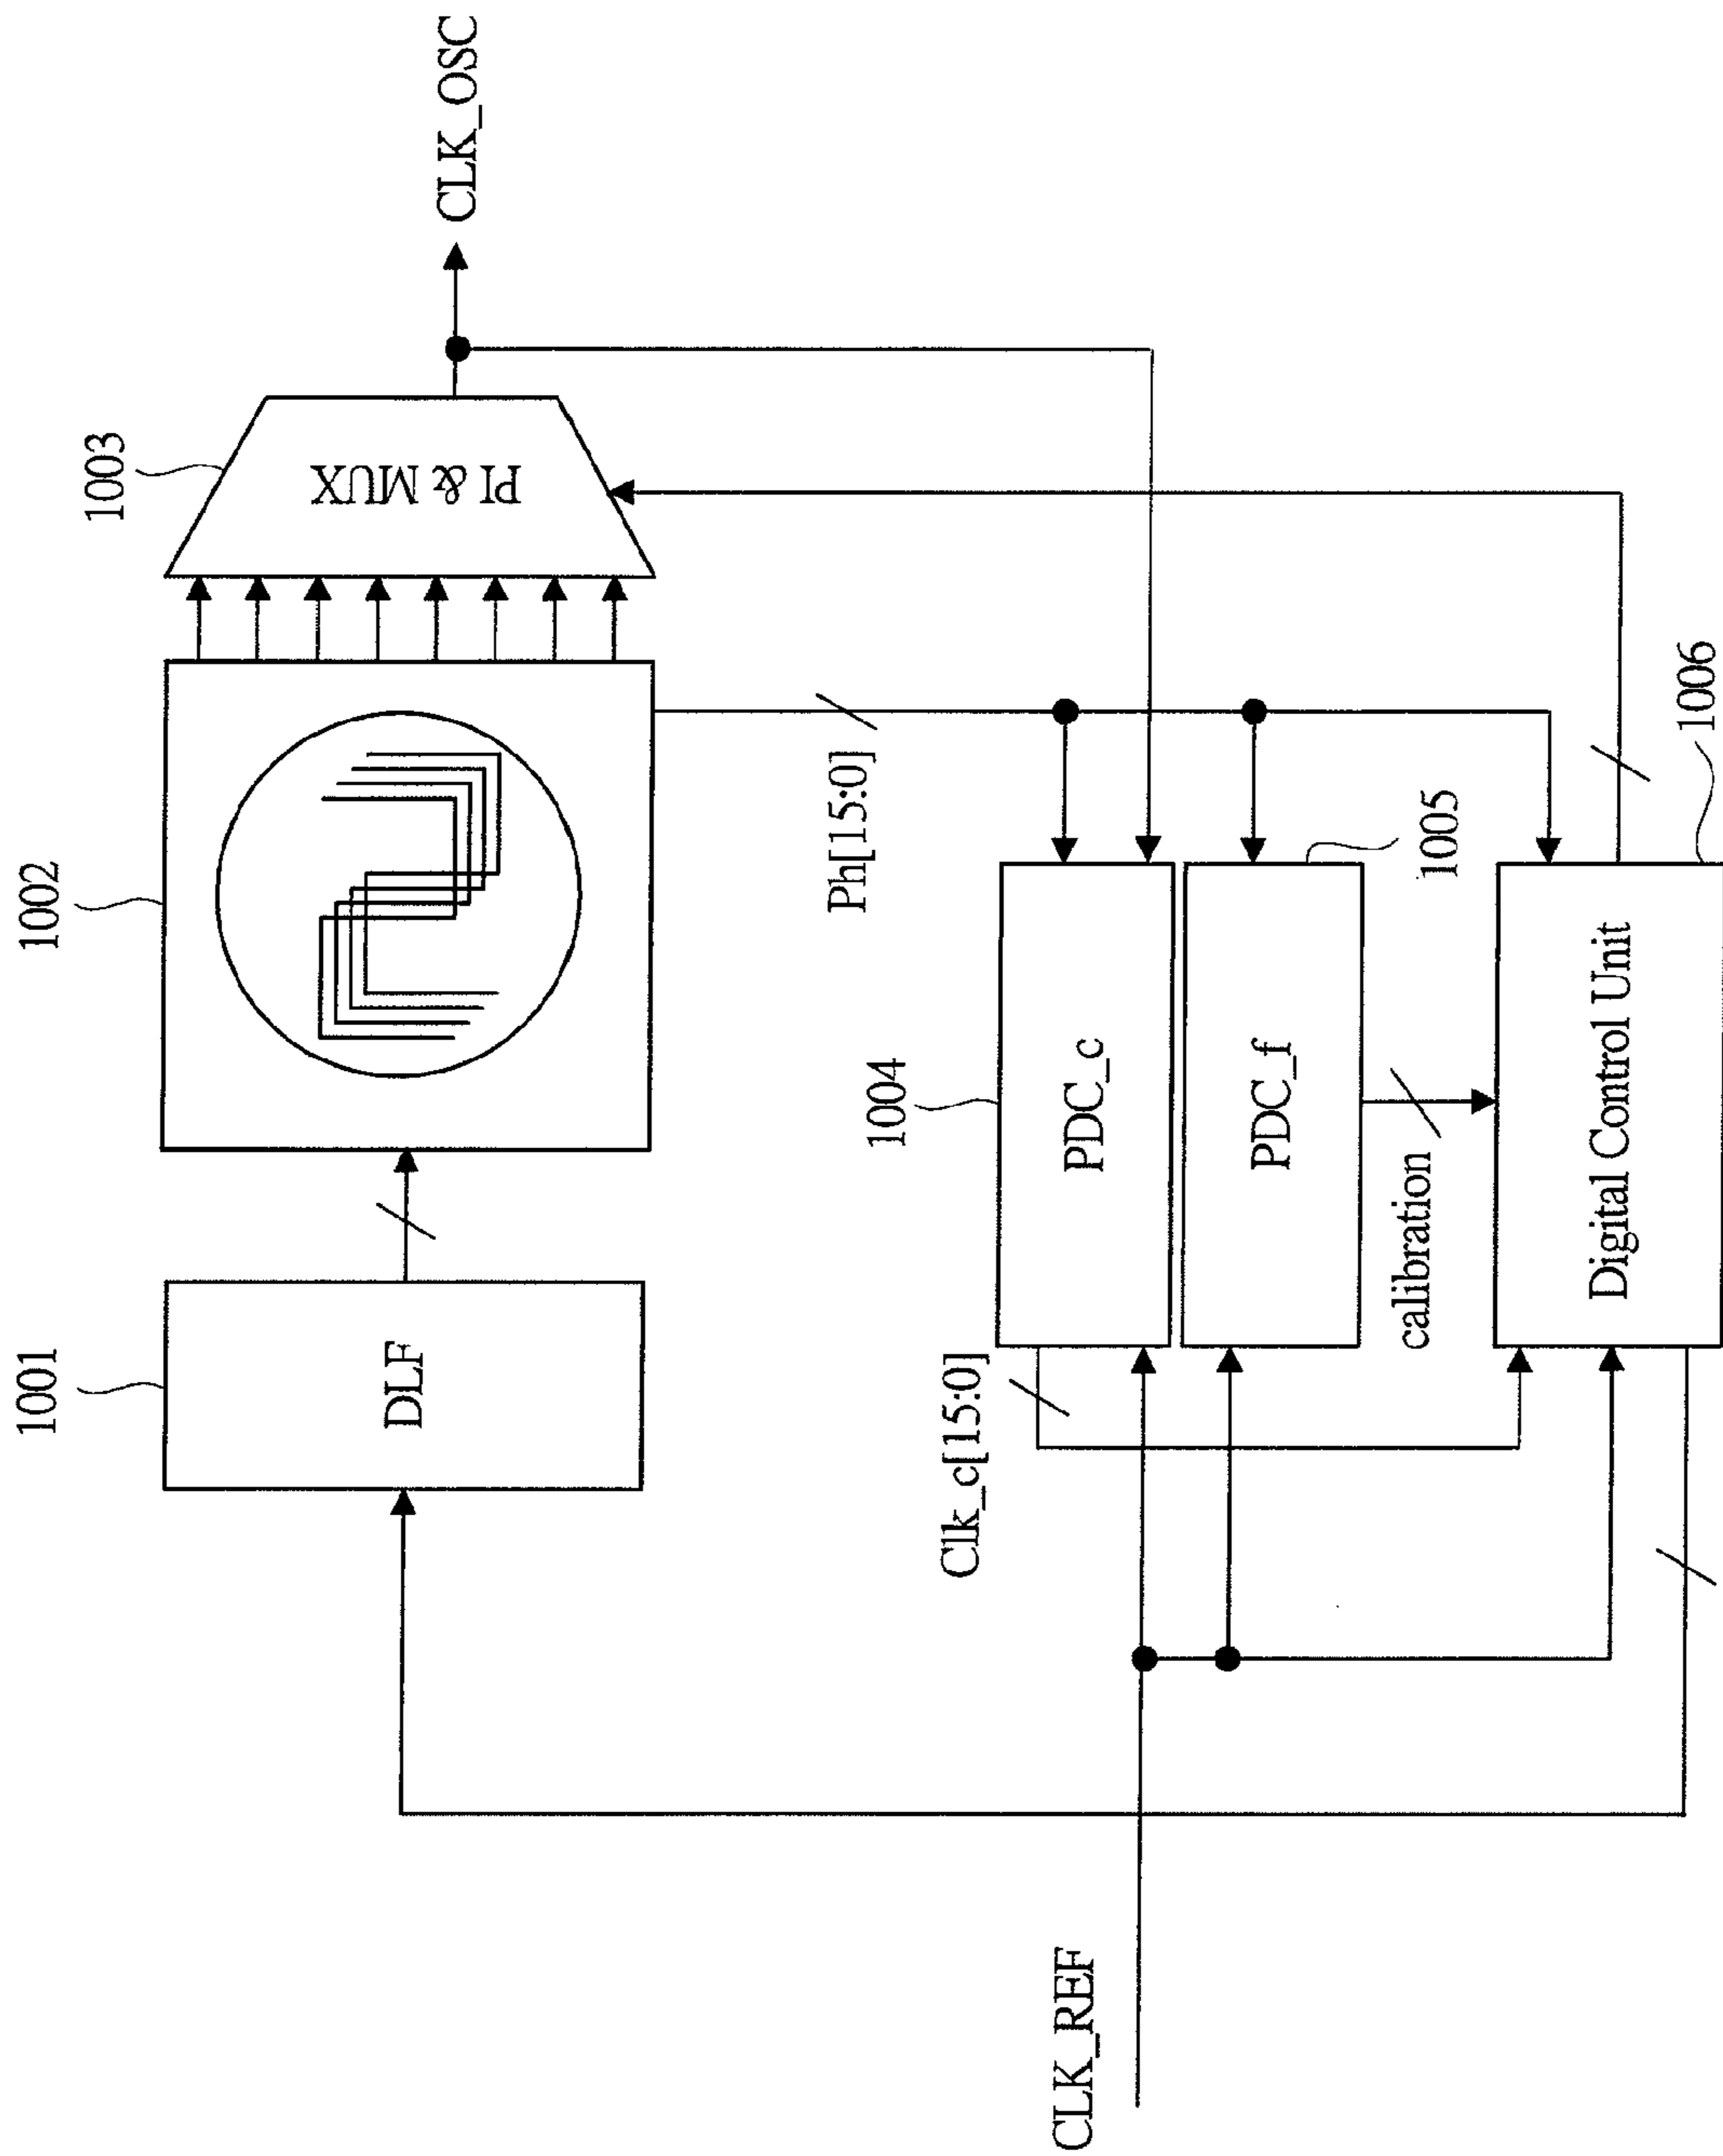 1001
DLF
1002
1003
PI & MUX
CLK_OSC
Ph[15:0]
Clk_c[15:0]
1004
PDC_c
PDC_f
1005
calibration
Digital Control Unit
1006
CLK_REF